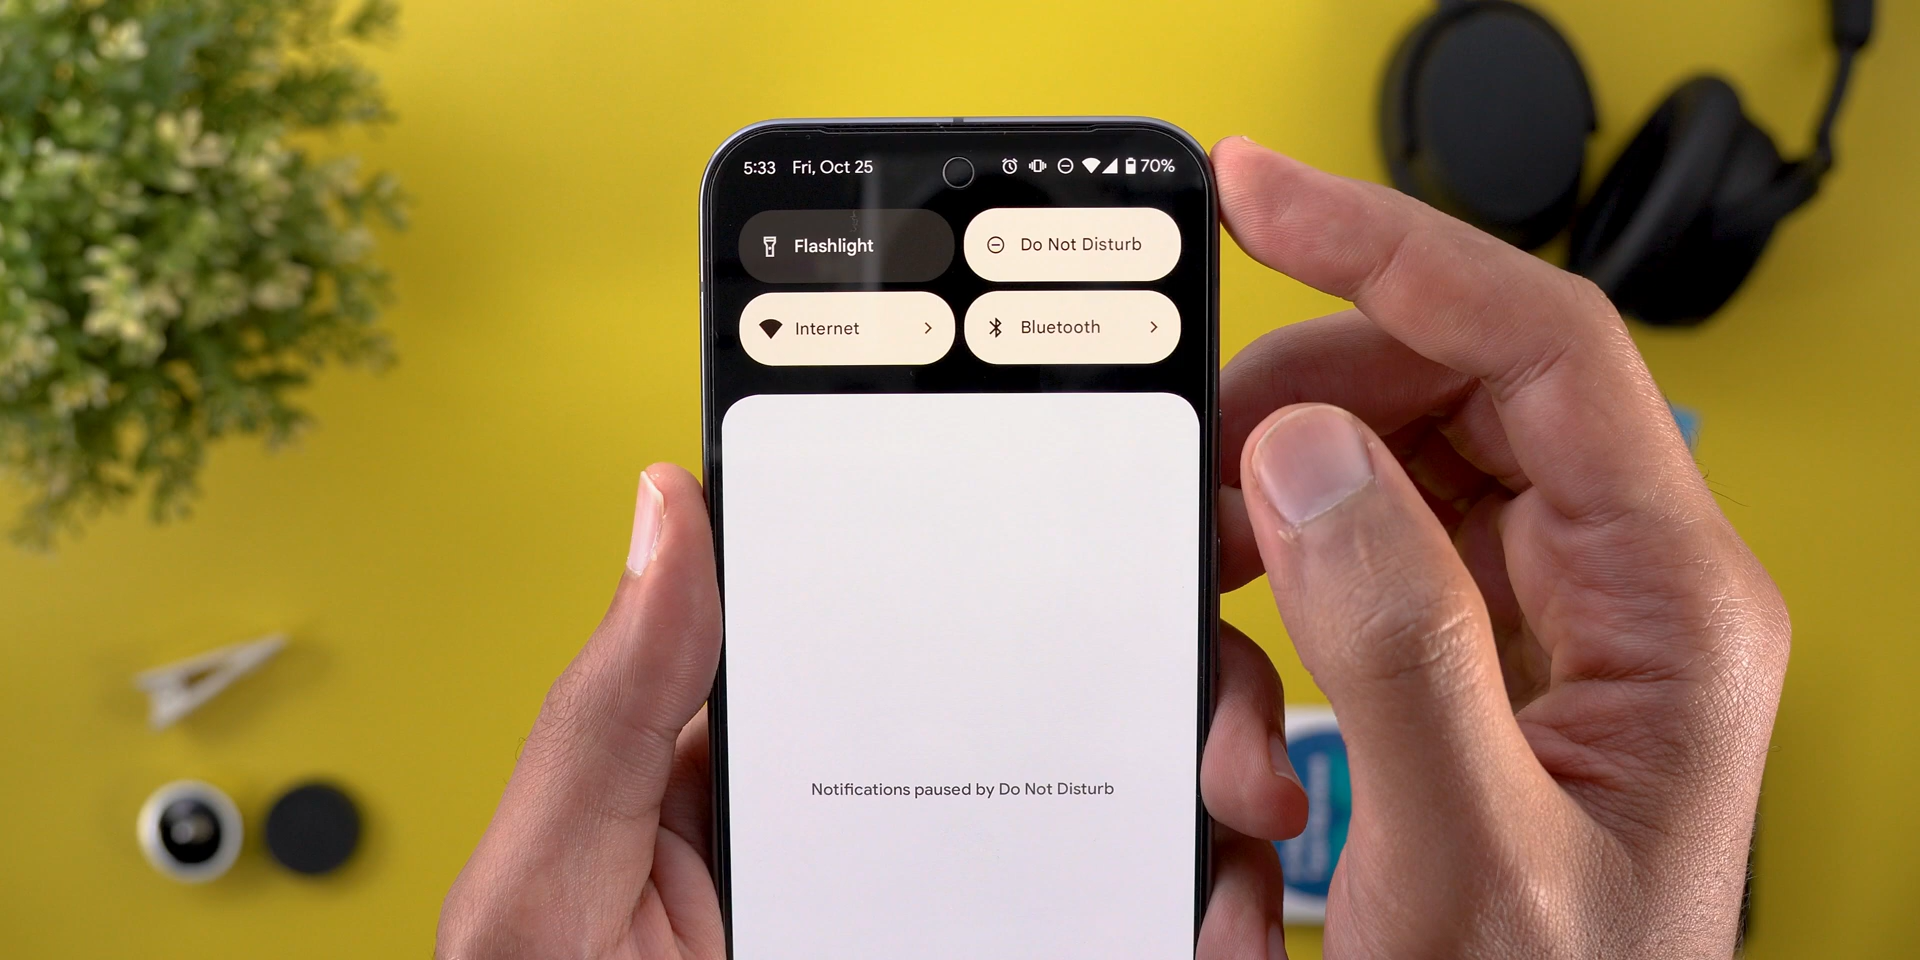 5:33 Fri, Oct 25 70%
Flashlight
Do Not Disturb
Internet
Bluetooth
Notifications paused by Do Not Disturb